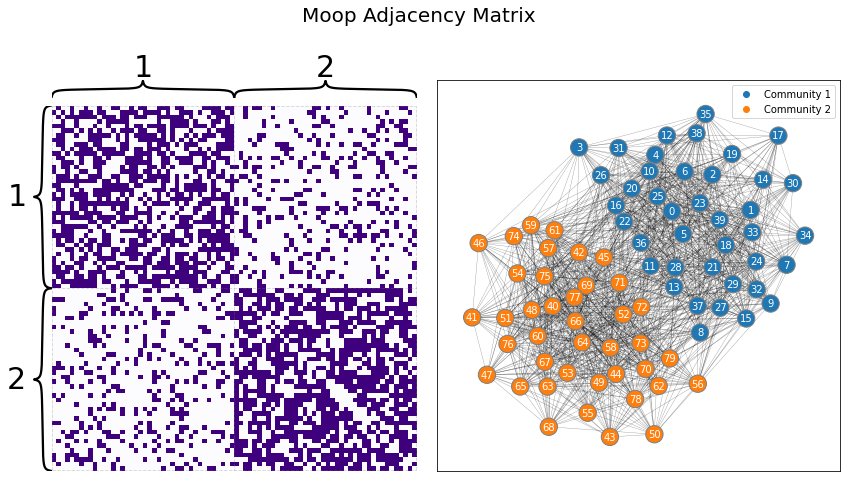 Moop Adjacency Matrix
1 2
1
2
Community 1
Community 2
35
12 38 17
3 31 4 19
10 6 2 14 30
26 20
25 23
16 0 1
22 39
5 33 34
36 18
11 28 21 24 7
13 29 32
37 27 9
8 15
59 61
46 74 57
42 45
54 75 69 71
77
41 51 48 40 52 72
66
76 60 64 58 73
67 70 79
47 53 44
65 63 49 62 56
78
55
68 43 50